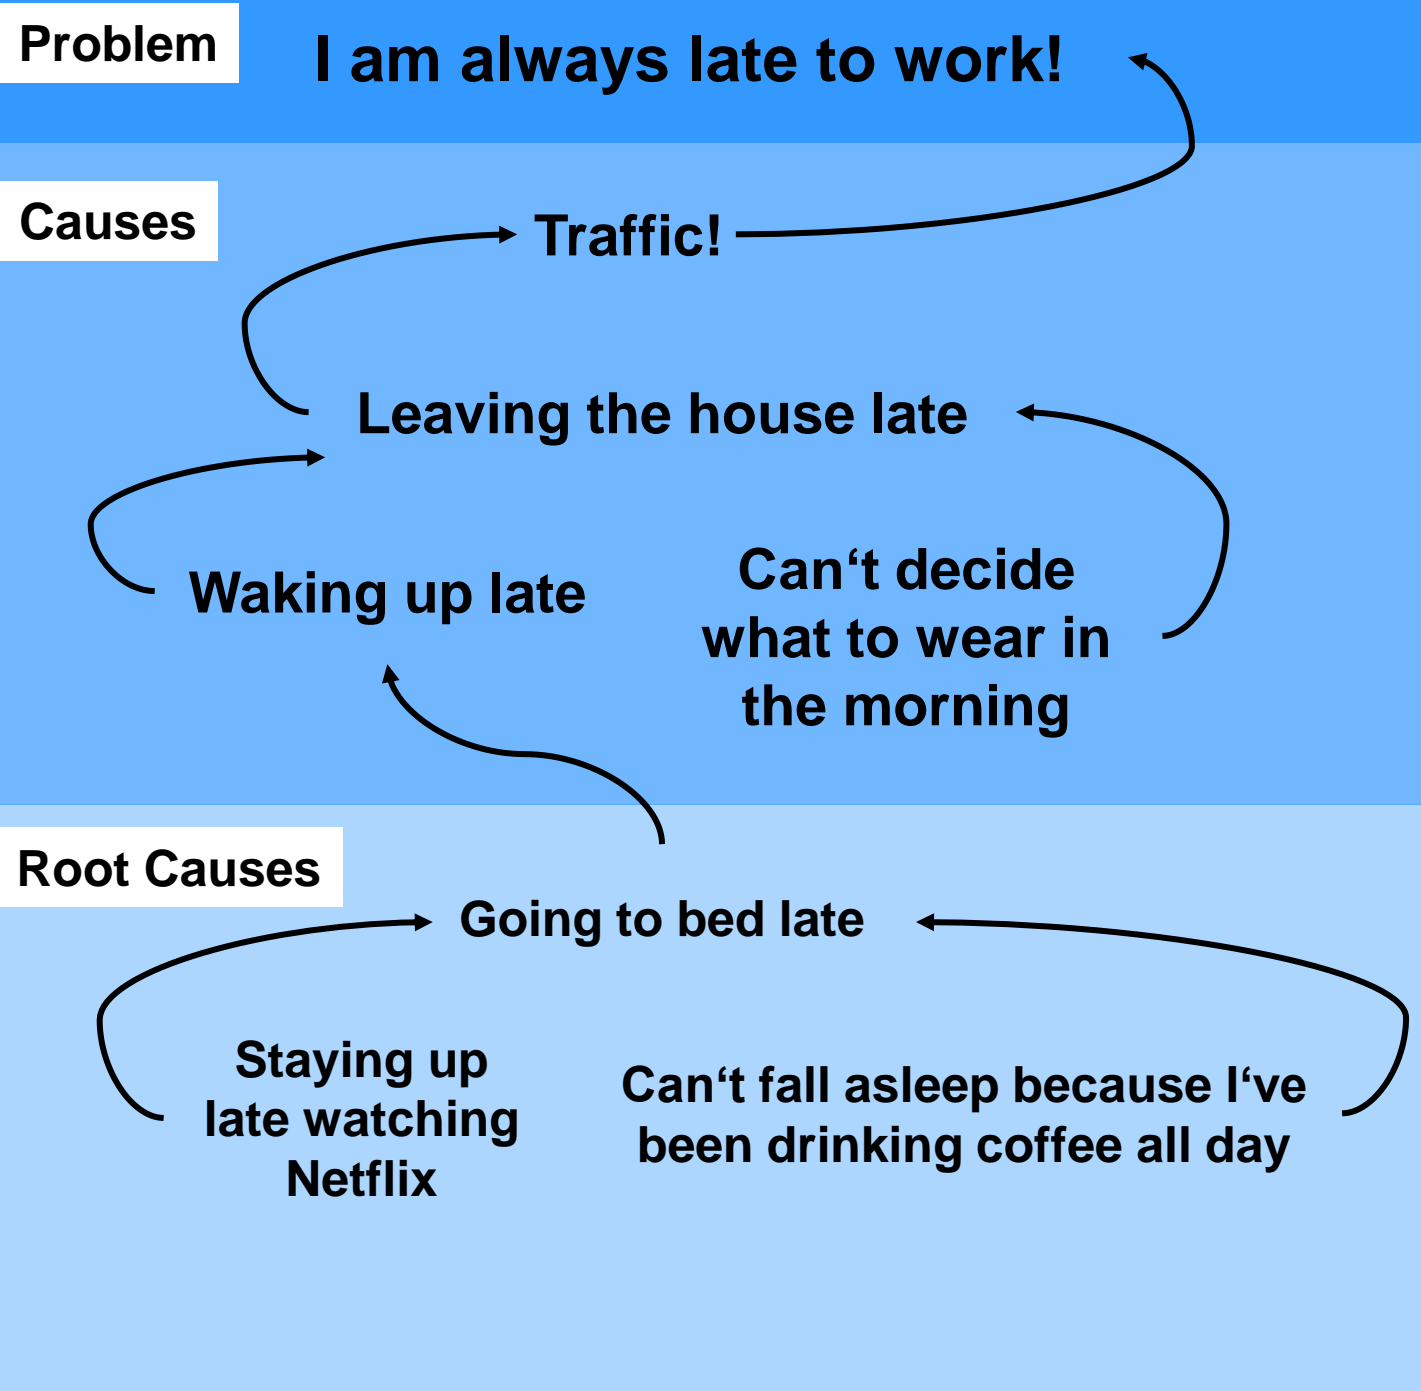 Problem
I am always late to work!
Causes
Traffic!
Leaving the house late
Waking up late
Can‘t decide
what to wear in
the morning
Root Causes
Going to bed late
Staying up
late watching
Netflix
Can‘t fall asleep because I‘ve
been drinking coffee all day